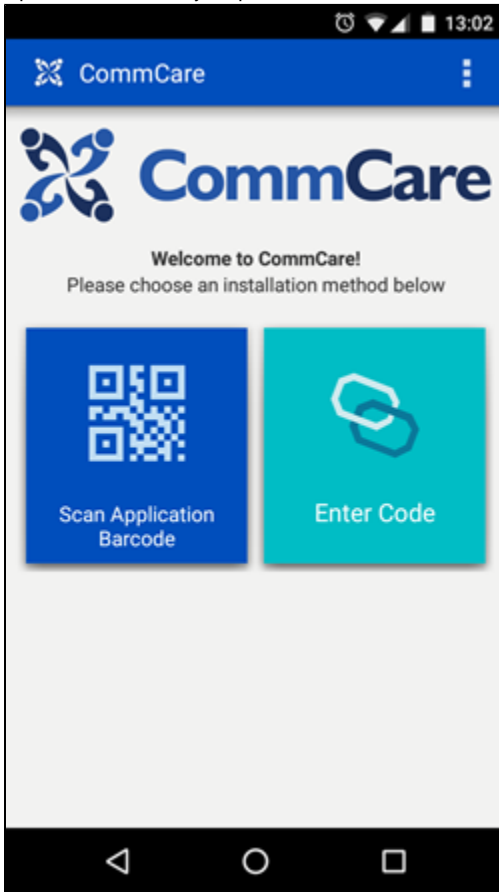 13:02
CommCare
CommCare
Welcome to CommCare!
Please choose an installation method below
Scan Application
Barcode
Enter Code